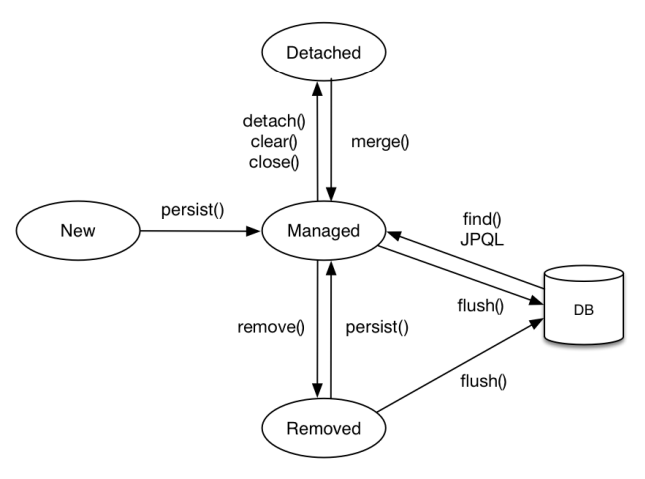 Detached
detach()
clear()
close()
merge()
New
persist()
Managed
find()
JPQL
flush()
DB
remove()
persist()
flush()
Removed